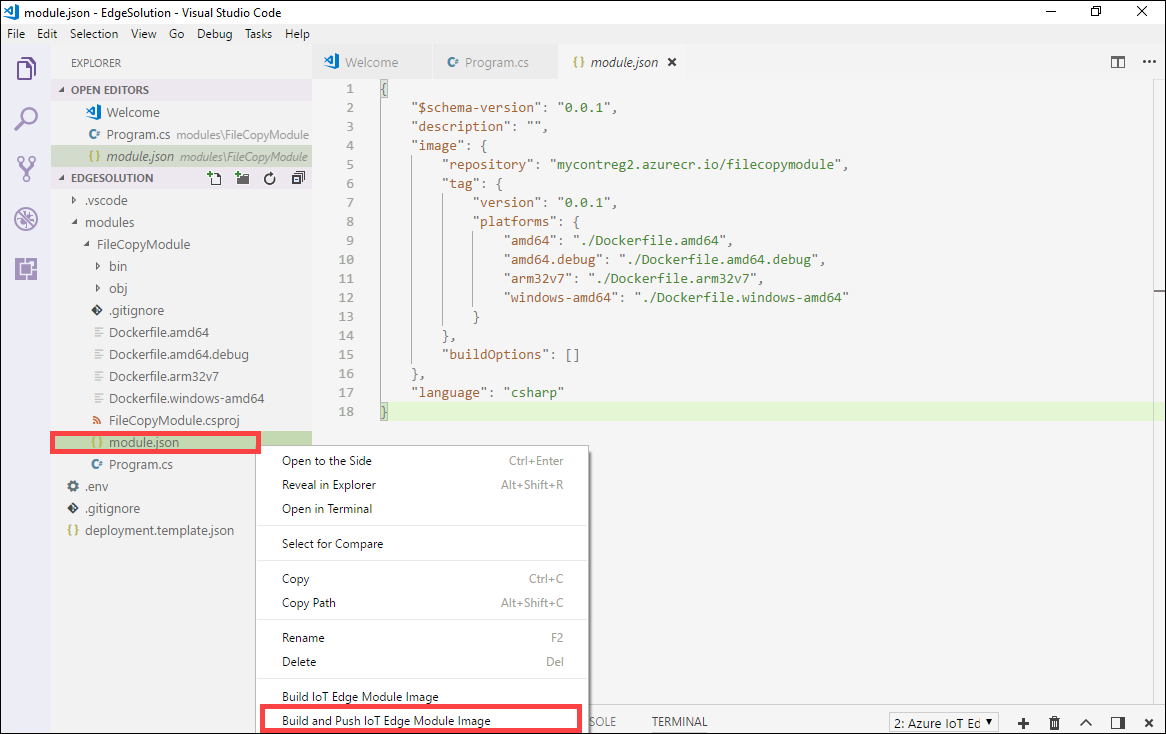 module.json - EdgeSolution - Visual Studio Code
File Edit Selection View Go Debug Tasks Help
EXPLORER
OPEN EDITORS
Welcome
C# Program.cs modules\FileCopyModule
{} module.json modules\FileCopyModule
EDGESOLUTION
.vscode
modules
FileCopyModule
bin
obj
.gitignore
Dockerfile.amd64
Dockerfile.amd64.debug
Dockerfile.arm32v7
Dockerfile.windows-amd64
FileCopyModule.csproj
{} module.json
C# Program.cs
.env
.gitignore
{} deployment.template.json
Welcome
C# Program.cs
{} module.json
1 {
2 "$schema-version": "0.0.1",
3 "description": "",
4 "image": {
5 "repository": "mycontreg2.azurecr.io/filecopymodule",
6 "tag": {
7 "version": "0.0.1",
8 "platforms": {
9 "amd64": "./Dockerfile.amd64",
10 "amd64.debug": "./Dockerfile.amd64.debug",
11 "arm32v7": "./Dockerfile.arm32v7",
12 "windows-amd64": "./Dockerfile.windows-amd64"
13 }
14 },
15 "buildOptions": []
16 },
17 "language": "csharp"
18 }
Open to the Side Ctrl+Enter
Reveal in Explorer Alt+Shift+R
Open in Terminal
Select for Compare
Copy Ctrl+C
Copy Path Alt+Shift+C
Rename F2
Delete Del
Build IoT Edge Module Image
Build and Push IoT Edge Module Image
SOLE TERMINAL 2: Azure IoT Ed